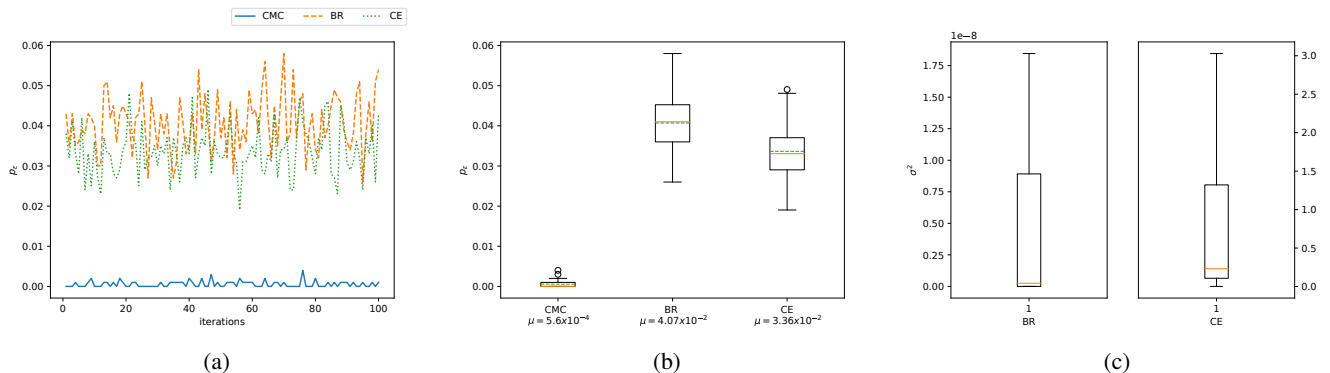 CMC BR CE
0.06
0.05
0.04
0.03
0.02
0.01
0.00
pε
0 20 40 60 80 100
iterations
(a)
0.06
0.05
0.04
0.03
0.02
0.01
0.00
pε
CMC BR CE
μ = 5.6x10⁻⁴ μ = 4.07x10⁻² μ = 3.36x10⁻²
(b)
1e−8
1.75
1.50
1.25
1.00
0.75
0.50
0.25
0.00
σ²
1
BR
3.0
2.5
2.0
1.5
1.0
0.5
0.0
1
CE
(c)